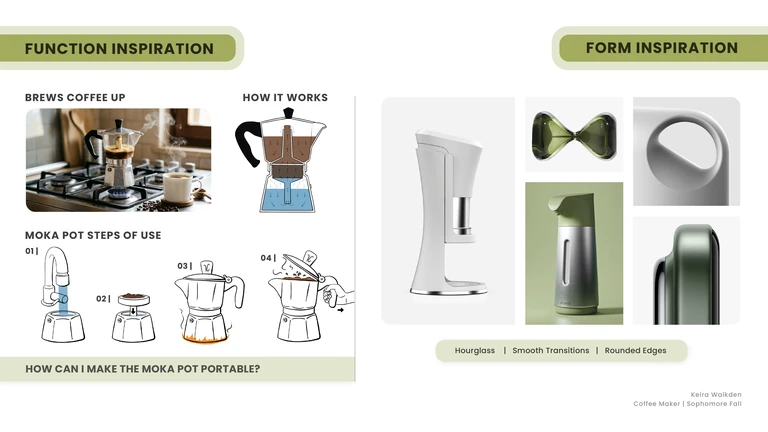 FUNCTION INSPIRATION
FORM INSPIRATION
BREWS COFFEE UP
HOW IT WORKS
MOKA POT STEPS OF USE
01 |
02 |
03 |
04 |
HOW CAN I MAKE THE MOKA POT PORTABLE?
Hourglass | Smooth Transitions | Rounded Edges
Keira Walkden
Coffee Maker | Sophomore Fall